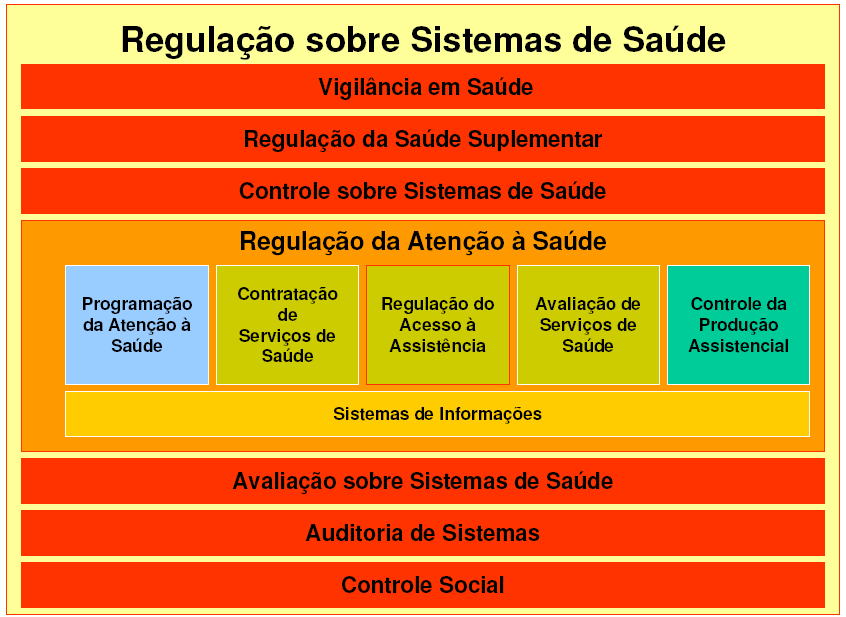 Regulação sobre Sistemas de Saúde
Vigilância em Saúde
Regulação da Saúde Suplementar
Controle sobre Sistemas de Saúde
Regulação da Atenção à Saúde
Programação
da Atenção à
Saúde
Contratação
de
Serviços de
Saúde
Regulação do
Acesso à
Assistência
Avaliação de
Serviços de
Saúde
Controle da
Produção
Assistencial
Sistemas de Informações
Avaliação sobre Sistemas de Saúde
Auditoria de Sistemas
Controle Social